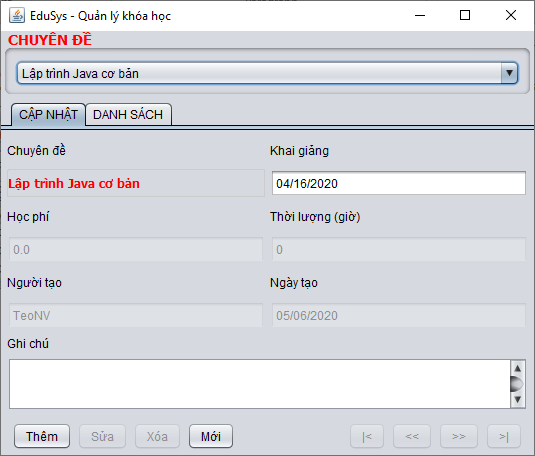 EduSys - Quản lý khóa học
CHUYÊN ĐỀ
Lập trình Java cơ bản
CẬP NHẬT DANH SÁCH
Chuyên đề Khai giảng
Lập trình Java cơ bản 04/16/2020
Học phí Thời lượng (giờ)
0.0 0
Người tạo Ngày tạo
TeoNV 05/06/2020
Ghi chú
Thêm Sửa Xóa Mới |< << >> >|